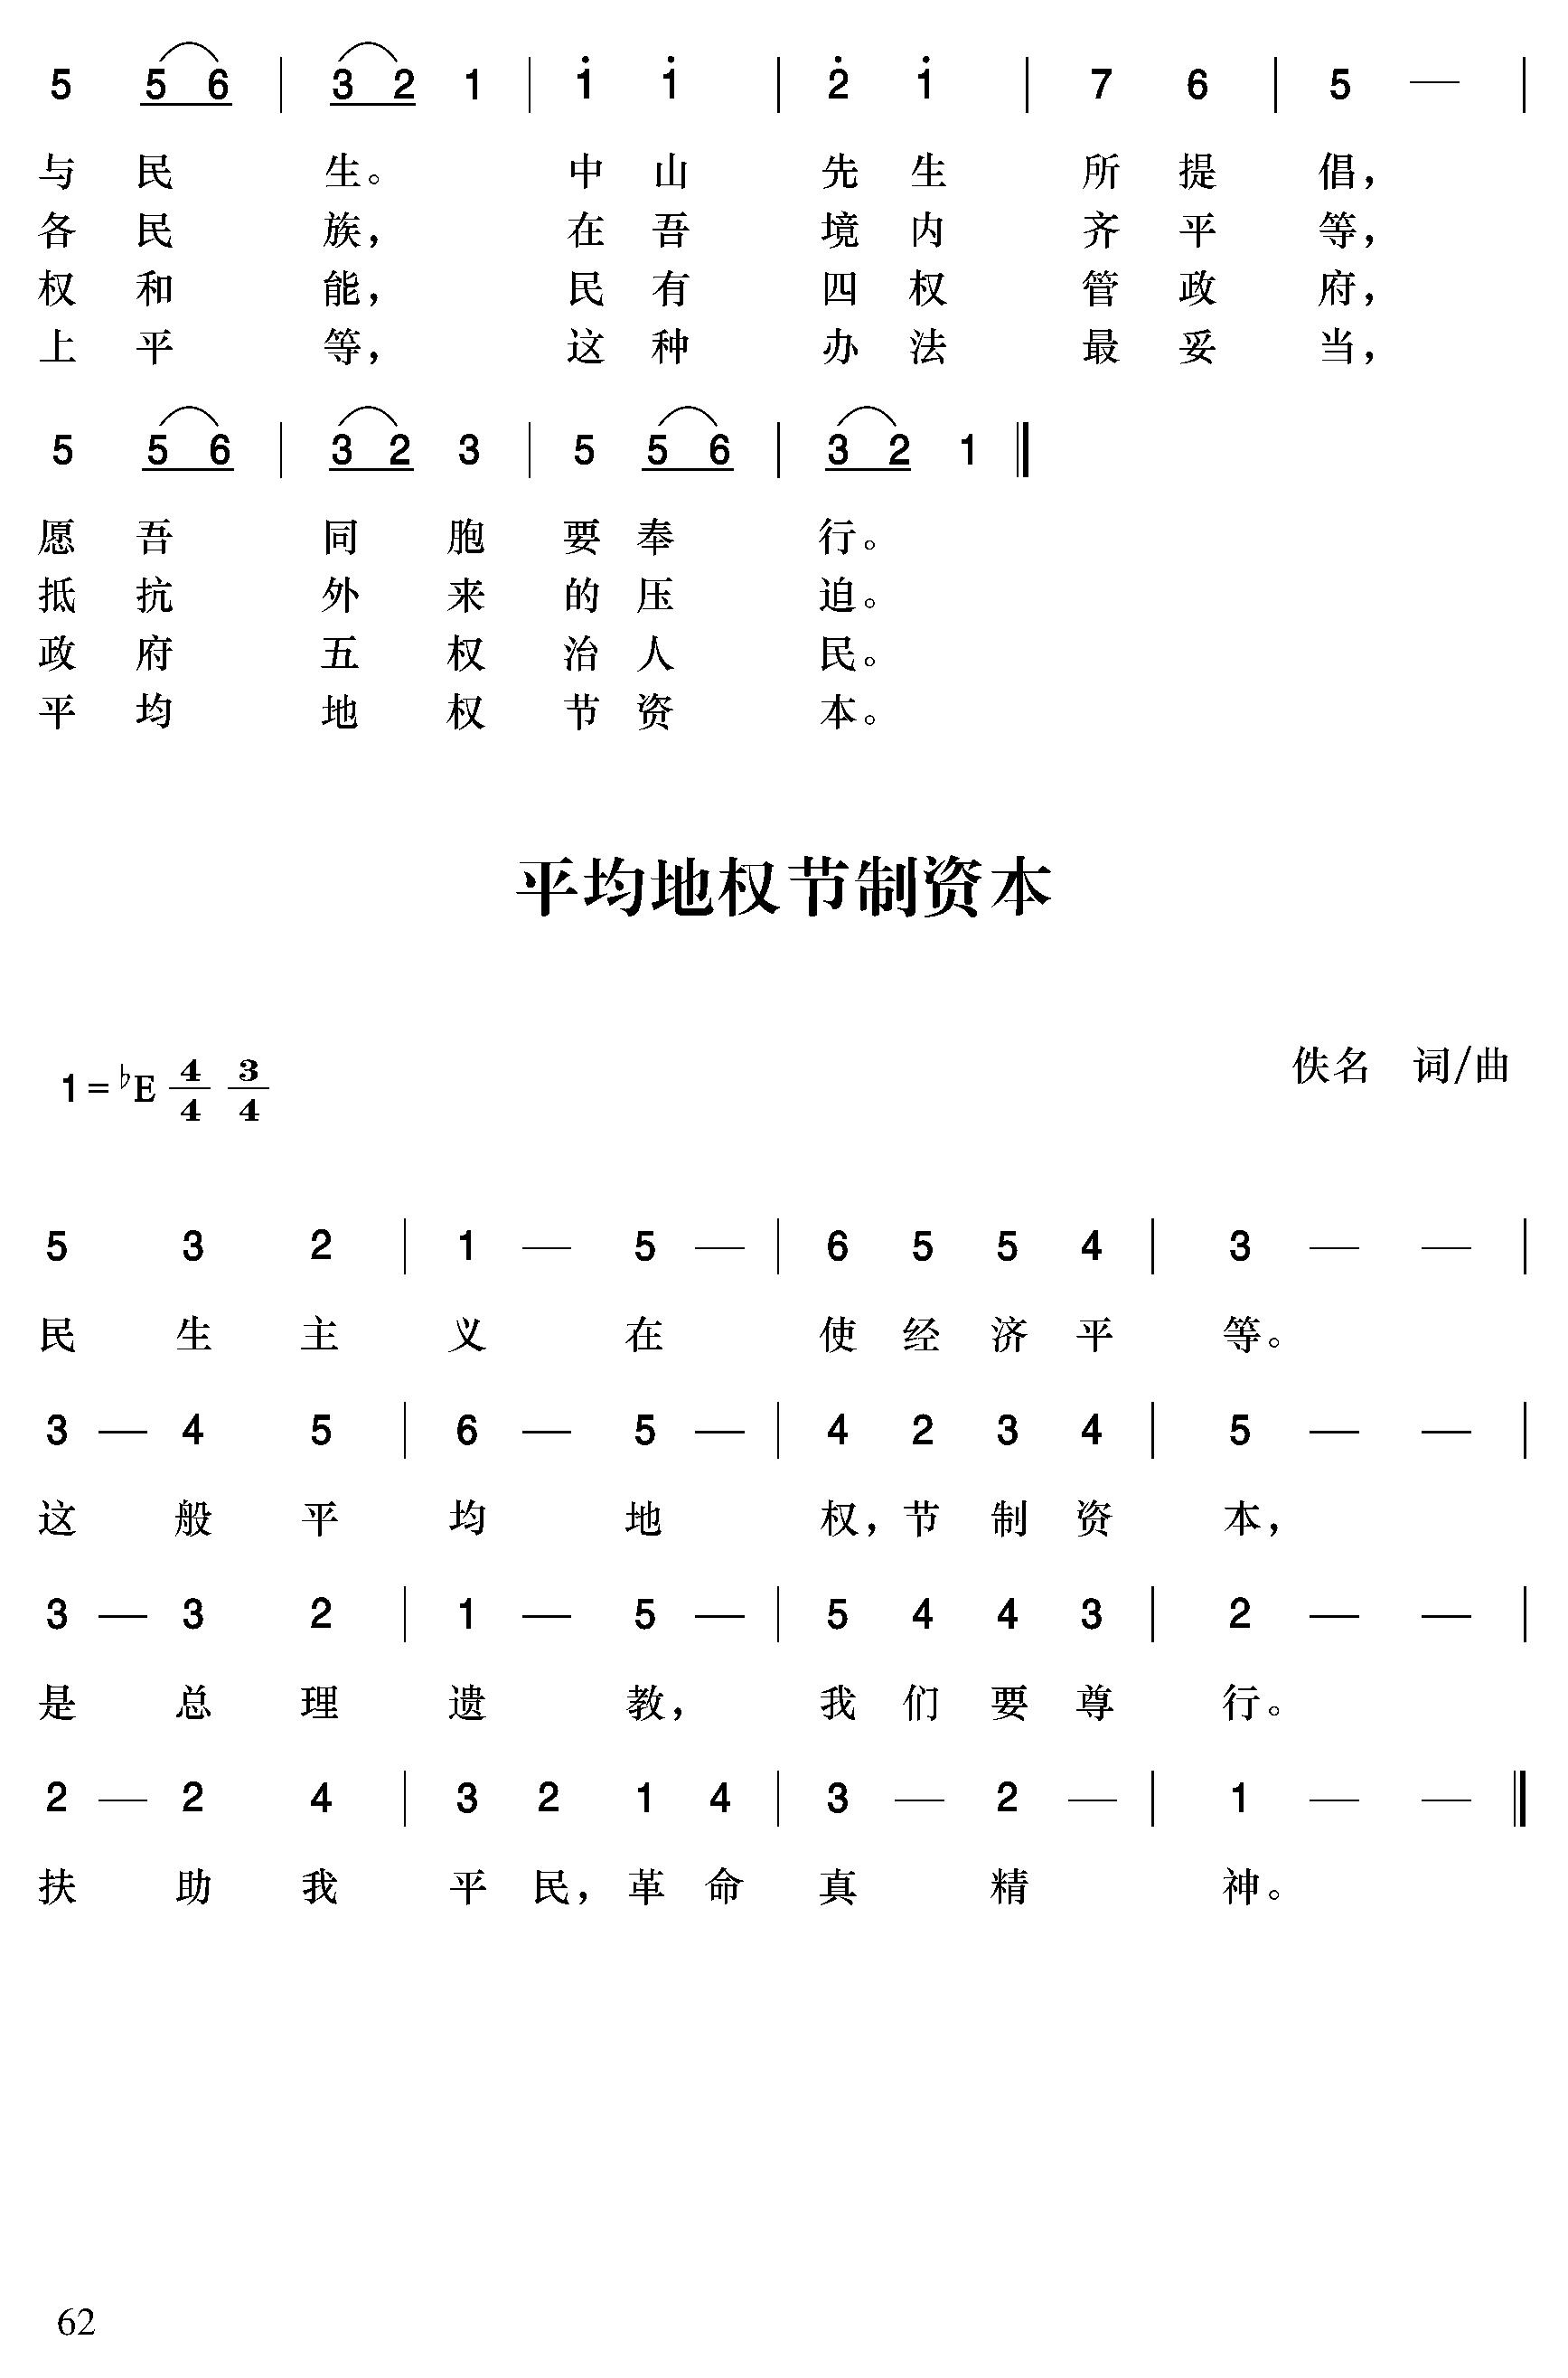 5 5 6 | 3 2 1 | 1̇ 1̇ | 2̇ 1̇ | 7 6 | 5 — |
与 民 生。 中 山 先 生 所 提 倡，
各 民 族， 在 吾 境 内 齐 平 等，
权 和 能， 民 有 四 权 管 政 府，
上 平 等， 这 种 办 法 最 妥 当，
5 5 6 | 3 2 3 | 5 5 6 | 3 2 1 ‖
愿 吾 同 胞 要 奉 行。
抵 抗 外 来 的 压 迫。
政 府 五 权 治 人 民。
平 均 地 权 节 资 本。
平均地权节制资本
佚名 词/曲
1=♭E 4/4 3/4
5 3 2 | 1 — 5 — | 6 5 5 4 | 3 — — |
民 生 主 义 在 使 经 济 平 等。
3 — 4 5 | 6 — 5 — | 4 2 3 4 | 5 — — |
这 般 平 均 地 权，节 制 资 本，
3 — 3 2 | 1 — 5 — | 5 4 4 3 | 2 — — |
是 总 理 遗 教， 我 们 要 尊 行。
2 — 2 4 | 3 2 1 4 | 3 — 2 — | 1 — — ‖
扶 助 我 平 民，革 命 真 精 神。
62